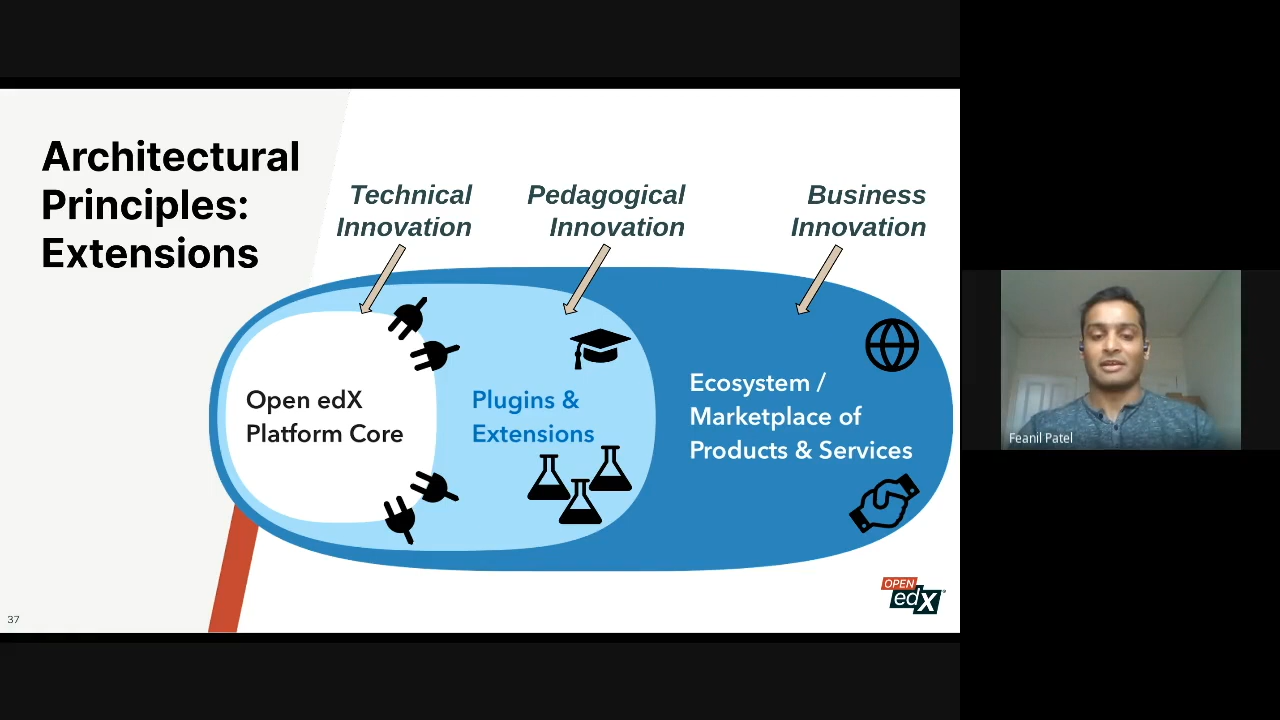 Architectural
Principles:
Extensions
Technical
Innovation
Pedagogical
Innovation
Business
Innovation
Open edX
Platform Core
Plugins &
Extensions
Ecosystem /
Marketplace of
Products & Services
OPEN
edX
37
Feanil Patel